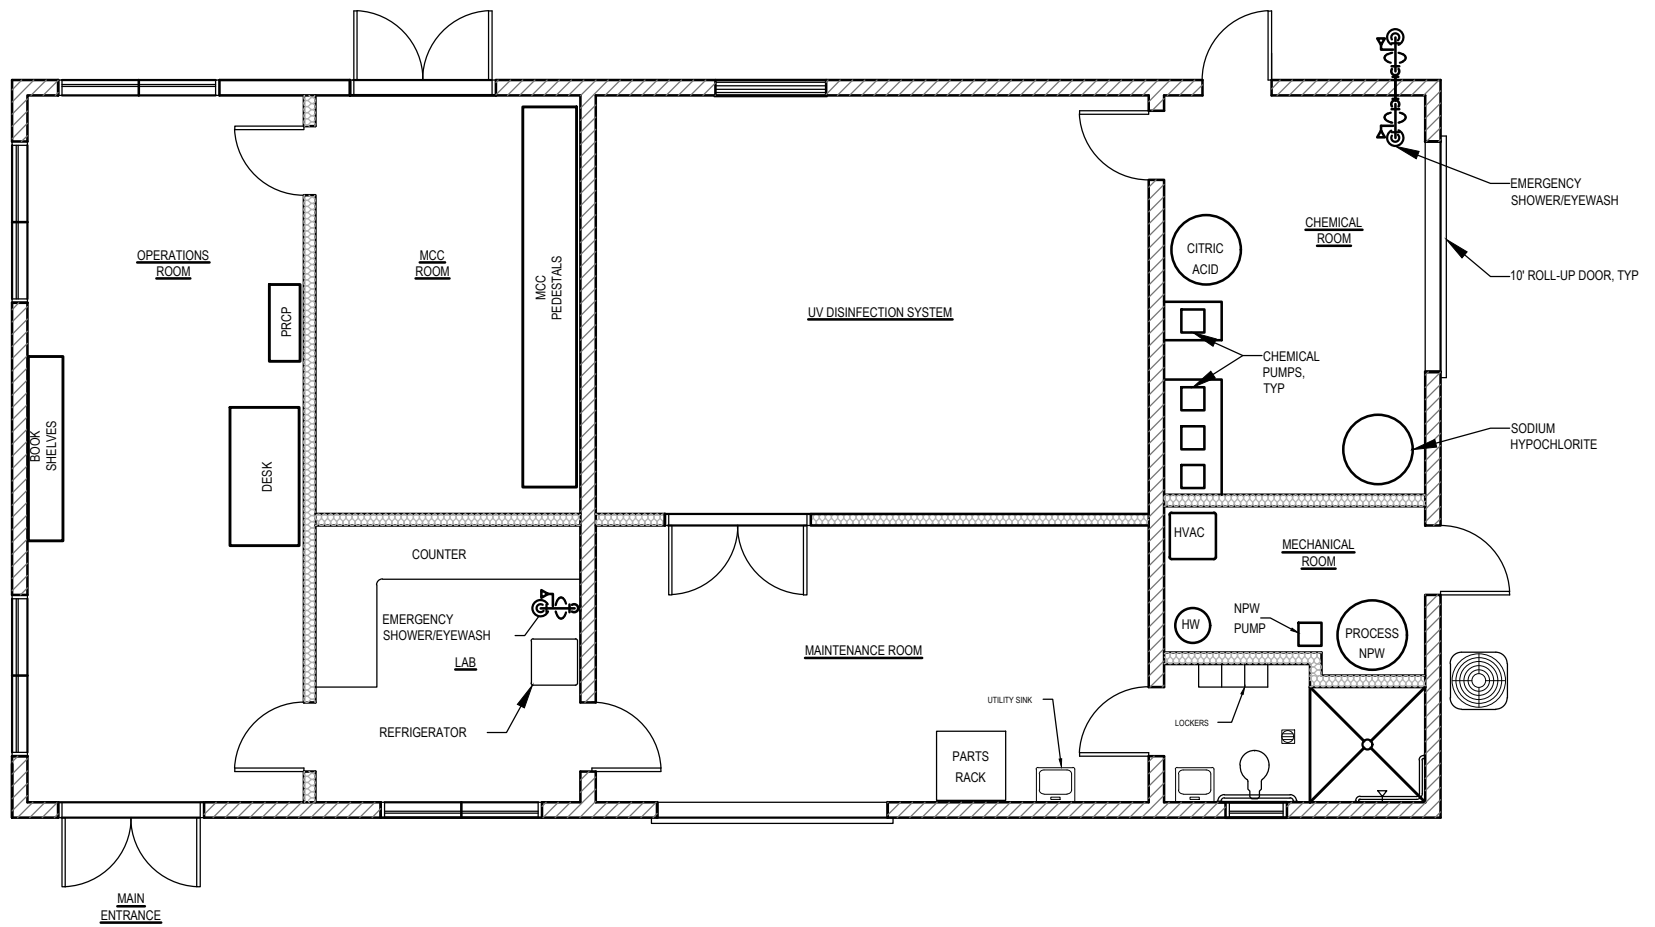 EMERGENCY
SHOWER/EYEWASH
OPERATIONS
ROOM
MCC
ROOM
MCC
PEDESTALS
CHEMICAL
ROOM
CITRIC
ACID
10' ROLL-UP DOOR, TYP
PRCP
UV DISINFECTION SYSTEM
CHEMICAL
PUMPS,
TYP
BOOK
SHELVES
DESK
SODIUM
HYPOCHLORITE
COUNTER
HVAC
MECHANICAL
ROOM
EMERGENCY
SHOWER/EYEWASH
LAB
HW
NPW
PUMP
PROCESS
NPW
MAINTENANCE ROOM
REFRIGERATOR
UTILITY SINK
LOCKERS
PARTS
RACK
MAIN
ENTRANCE